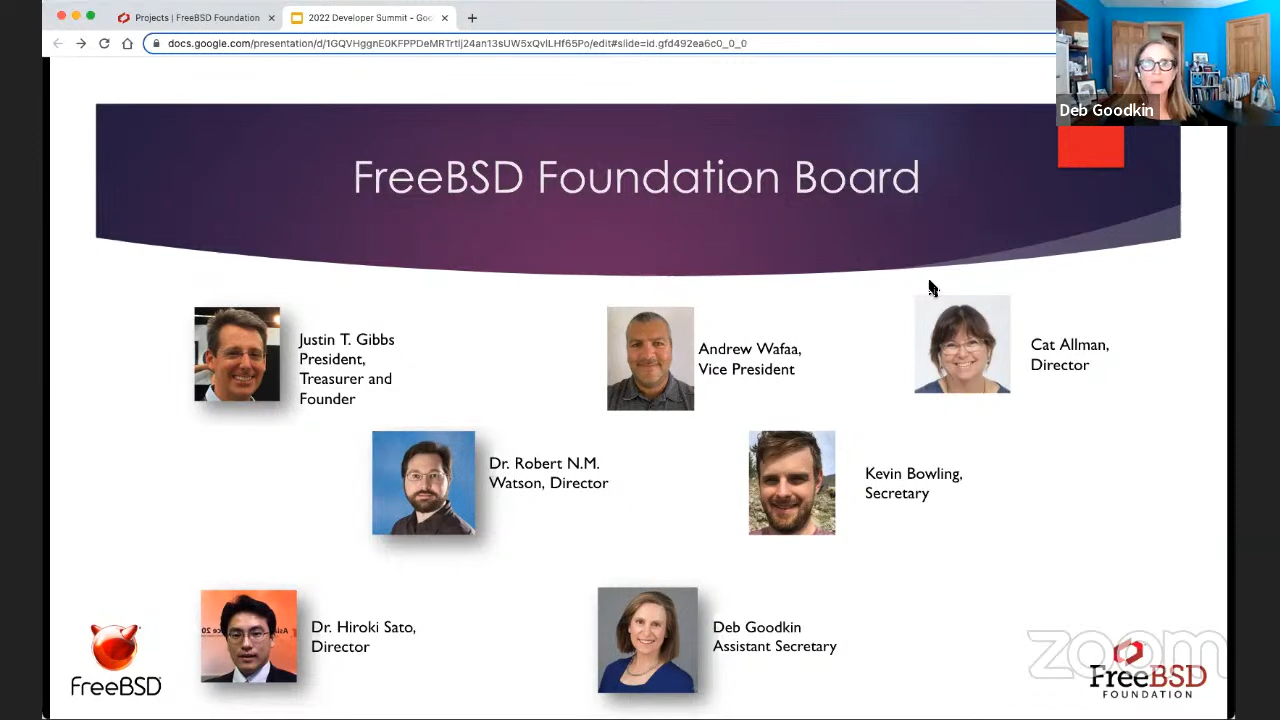 Projects | FreeBSD Foundation
2022 Developer Summit - Goo
docs.google.com/presentation/d/1GQVHggnE0KFPPDeMRTrtIj24an13sUW5xQvlLHf65Po/edit#slide=id.gfd492ea6c0_0_0
Deb Goodkin
FreeBSD Foundation Board
Justin T. Gibbs
President,
Treasurer and
Founder
Andrew Wafaa,
Vice President
Cat Allman,
Director
Dr. Robert N.M.
Watson, Director
Kevin Bowling,
Secretary
Dr. Hiroki Sato,
Director
Deb Goodkin
Assistant Secretary
FreeBSD
zoom
FreeBSD
FOUNDATION